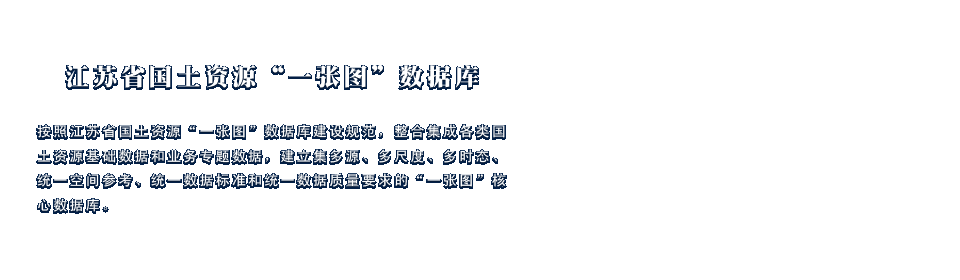 江苏省国土资源“一张图”数据库
按照江苏省国土资源“一张图”数据库建设规范，整合集成各类国
土资源基础数据和业务专题数据，建立集多源、多尺度、多时态、
统一空间参考、统一数据标准和统一数据质量要求的“一张图”核
心数据库。